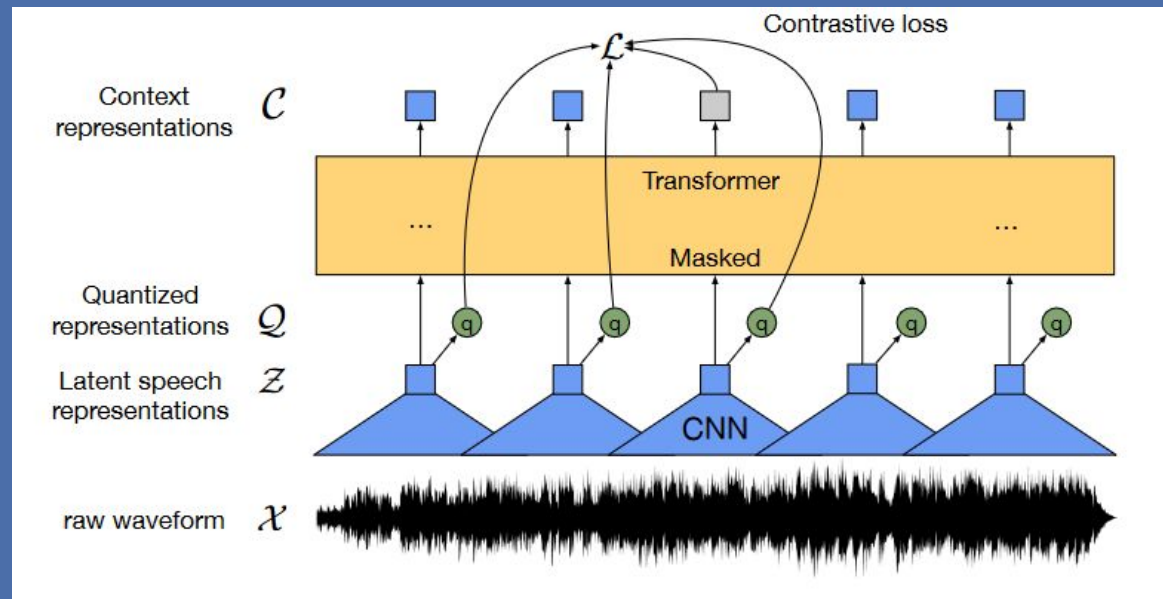 Contrastive loss
ℒ
Context
representations
𝒞
Transformer
... ...
Masked
Quantized
representations
𝒬
q q q q q
Latent speech
representations
𝒵
CNN
raw waveform
𝒳